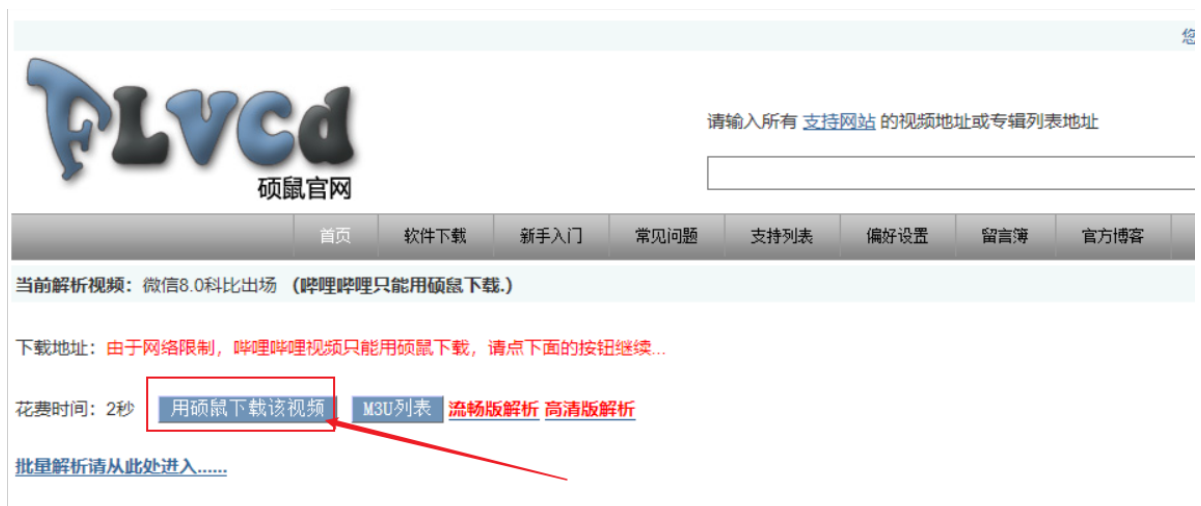 您
FLVCd
硕鼠官网
请输入所有 支持网站 的视频地址或专辑列表地址
首页 软件下载 新手入门 常见问题 支持列表 偏好设置 留言簿 官方博客
当前解析视频：微信8.0科比出场 (哔哩哔哩只能用硕鼠下载.)
下载地址：由于网络限制，哔哩哔哩视频只能用硕鼠下载，请点下面的按钮继续...
花费时间：2秒 用硕鼠下载该视频 M3U列表 流畅版解析 高清版解析
批量解析请从此处进入......